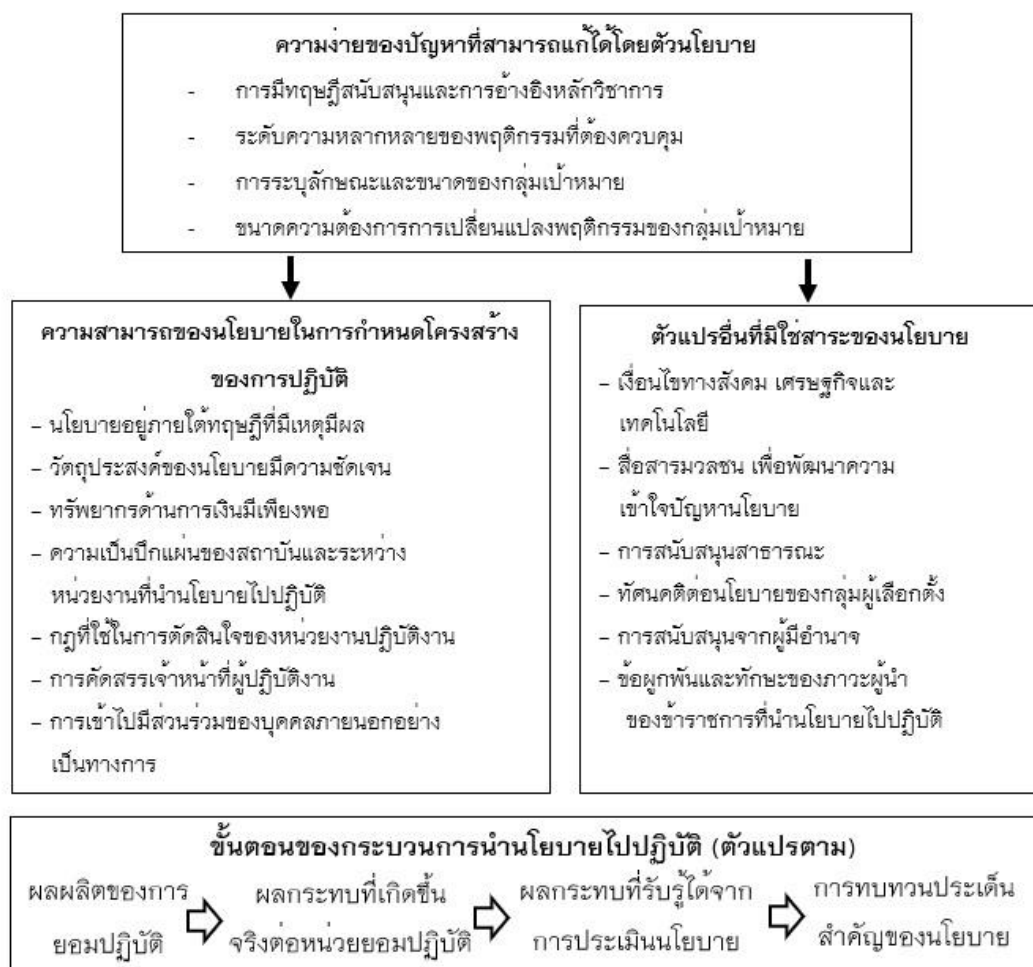 ความง่ายของปัญหาที่สามารถแก้ได้โดยตัวนโยบาย
- การมีทฤษฎีสนับสนุนและการอ้างอิงหลักวิชาการ
- ระดับความหลากหลายของพฤติกรรมที่ต้องควบคุม
- การระบุลักษณะและขนาดของกลุ่มเป้าหมาย
- ขนาดความต้องการการเปลี่ยนแปลงพฤติกรรมของกลุ่มเป้าหมาย
ความสามารถของนโยบายในการกำหนดโครงสร้าง
ของการปฏิบัติ
– นโยบายอยู่ภายใต้ทฤษฎีที่มีเหตุมีผล
– วัตถุประสงค์ของนโยบายมีความชัดเจน
– ทรัพยากรด้านการเงินมีเพียงพอ
– ความเป็นปึกแผ่นของสถาบันและระหว่าง
หน่วยงานที่นำนโยบายไปปฏิบัติ
– กฎที่ใช้ในการตัดสินใจของหน่วยงานปฏิบัติงาน
– การคัดสรรเจ้าหน้าที่ผู้ปฏิบัติงาน
– การเข้าไปมีส่วนร่วมของบุคคลภายนอกอย่าง
เป็นทางการ
ตัวแปรอื่นที่มิใช่สาระของนโยบาย
– เงื่อนไขทางสังคม เศรษฐกิจและ
เทคโนโลยี
– สื่อสารมวลชน เพื่อพัฒนาความ
เข้าใจปัญหานโยบาย
– การสนับสนุนสาธารณะ
– ทัศนคติต่อนโยบายของกลุ่มผู้เลือกตั้ง
– การสนับสนุนจากผู้มีอำนาจ
– ข้อผูกพันและทักษะของภาวะผู้นำ
ของข้าราชการที่นำนโยบายไปปฏิบัติ
ขั้นตอนของกระบวนการนำนโยบายไปปฏิบัติ (ตัวแปรตาม)
ผลผลิตของการ
ยอมปฏิบัติ
ผลกระทบที่เกิดขึ้น
จริงต่อหน่วยยอมปฏิบัติ
ผลกระทบที่รับรู้ได้จาก
การประเมินนโยบาย
การทบทวนประเด็น
สำคัญของนโยบาย